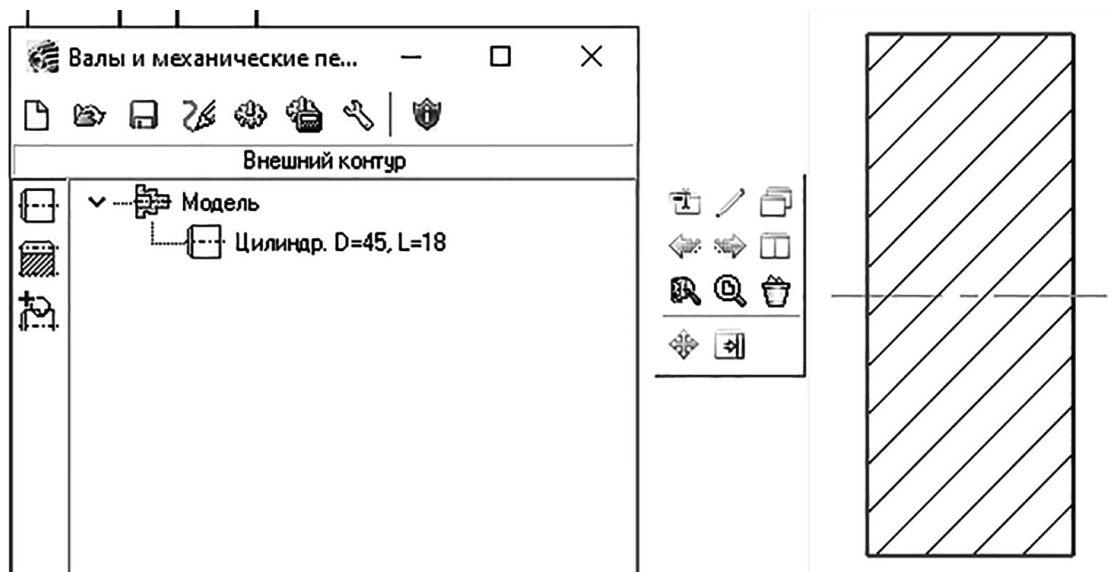 Валы и механические пе...
Внешний контур
Модель
Цилиндр. D=45, L=18